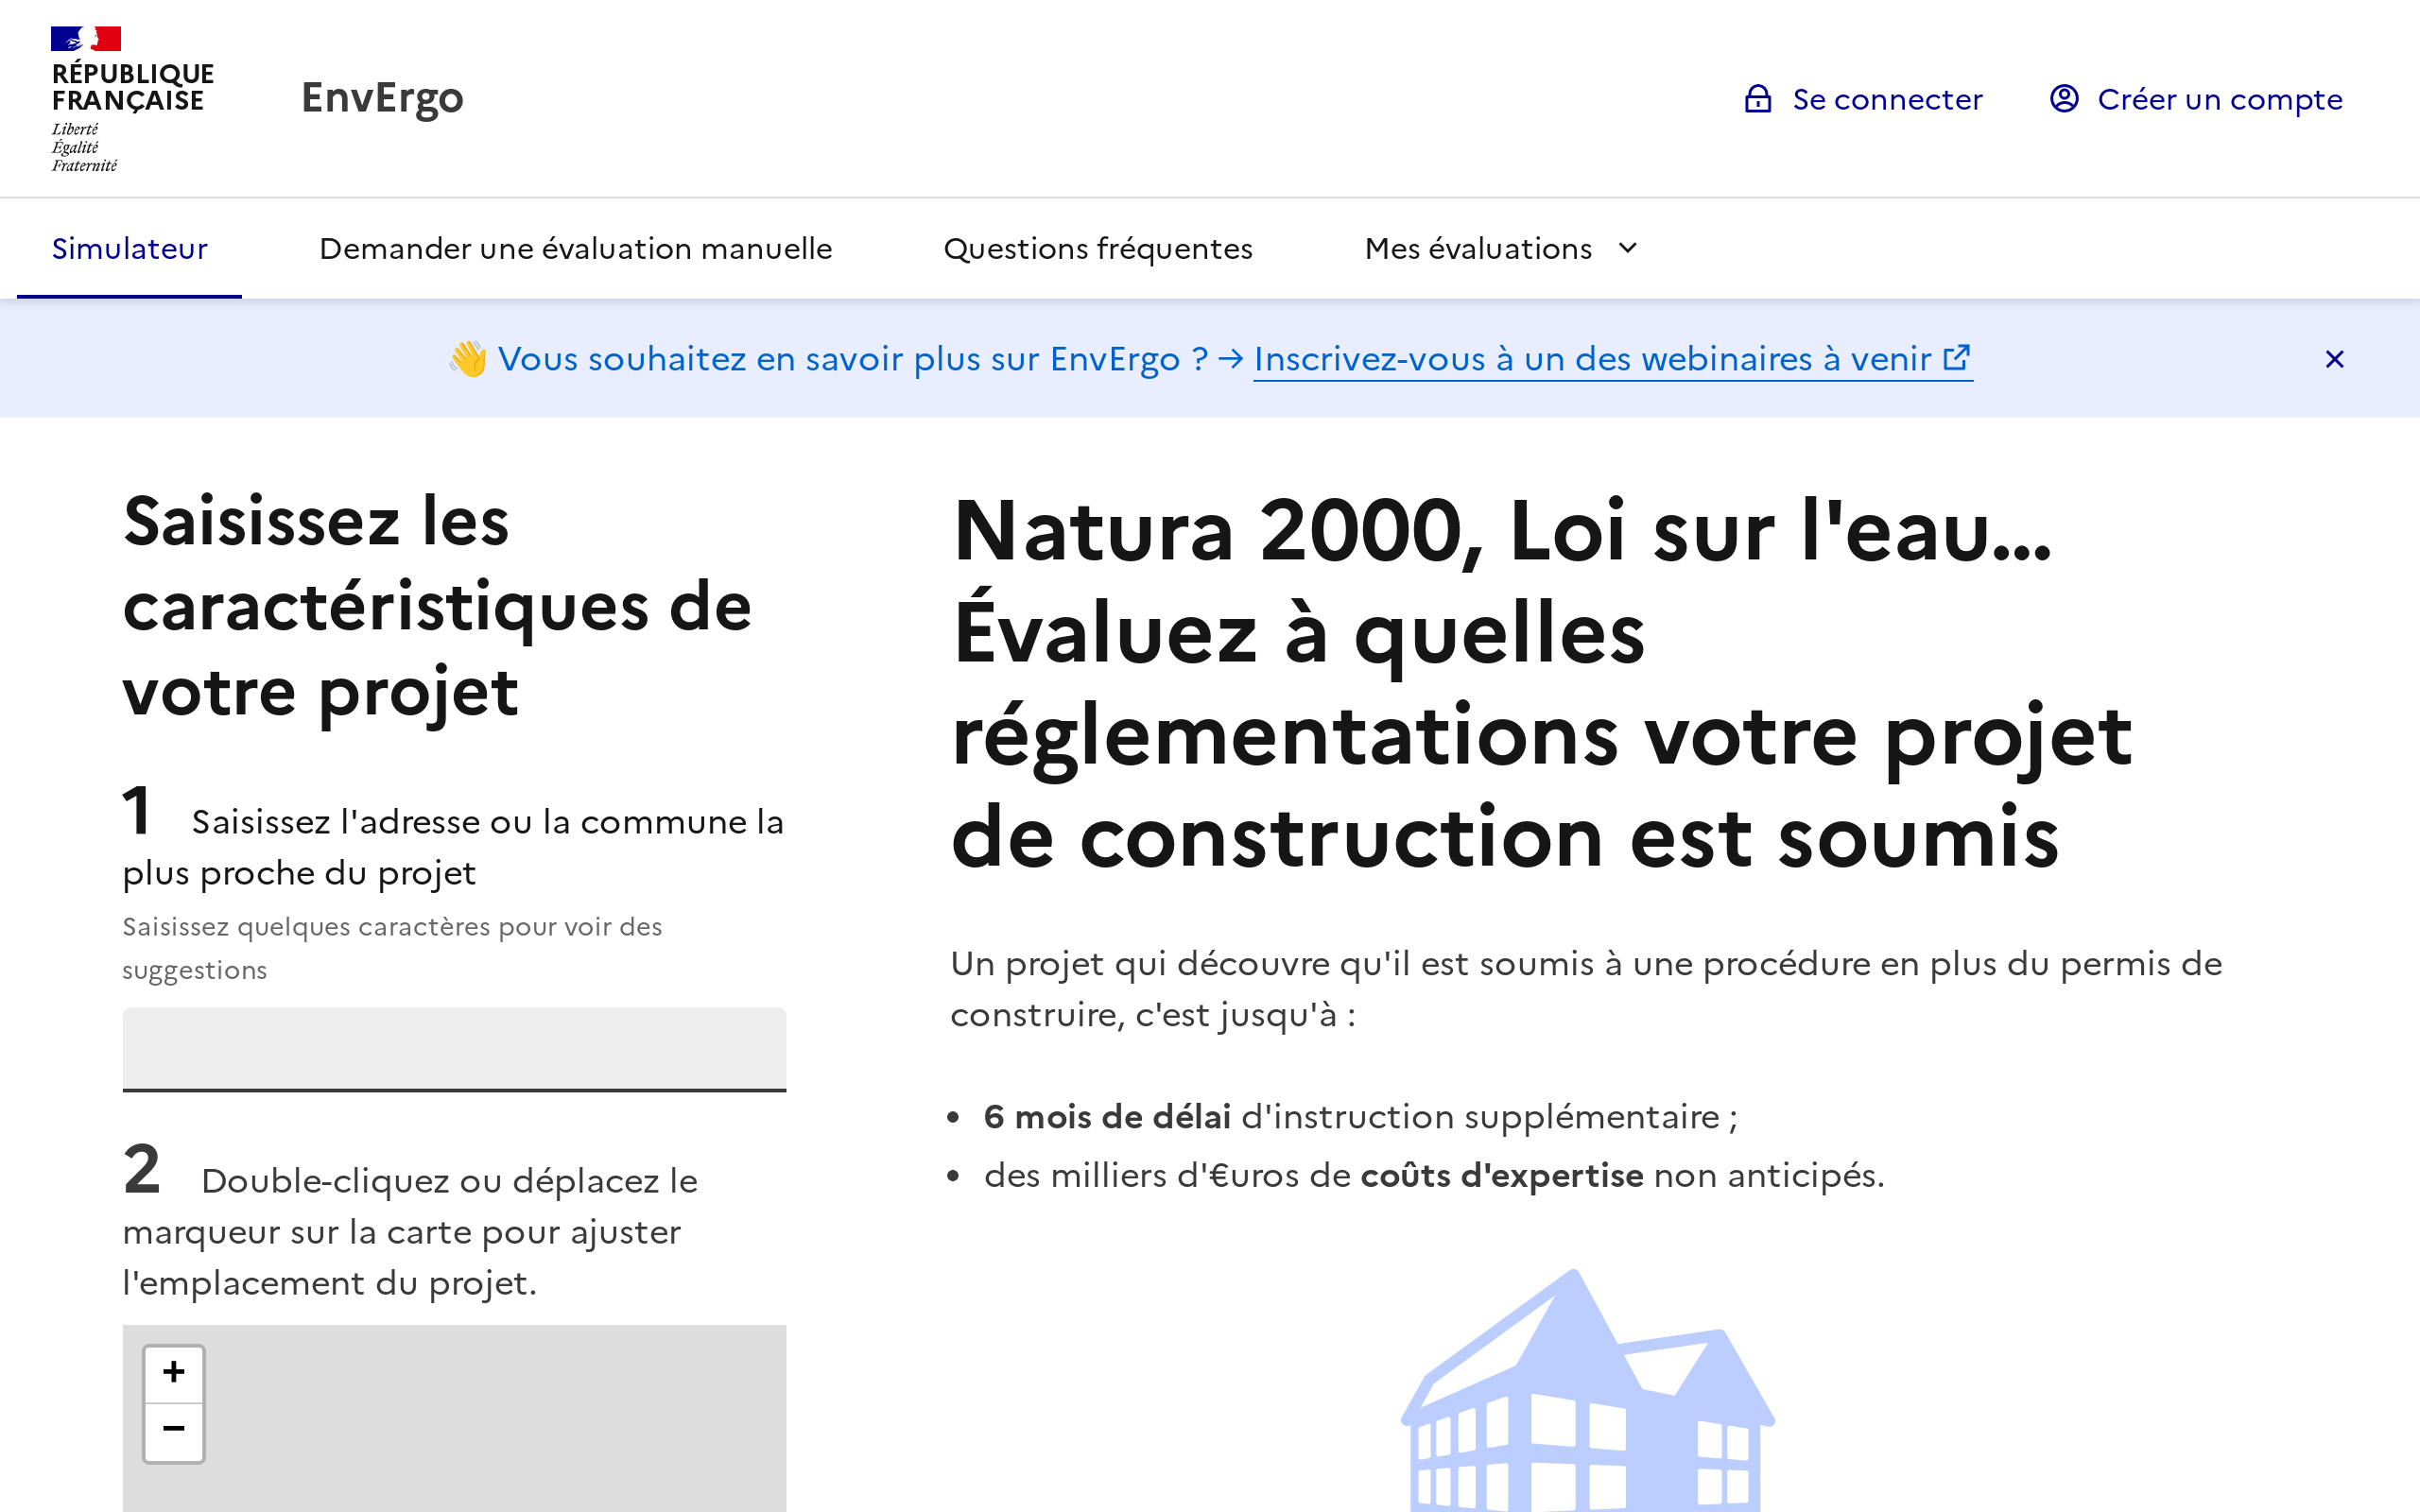 RÉPUBLIQUE
FRANÇAISE
Liberté
Égalité
Fraternité
EnvErgo
Se connecter
Créer un compte
Simulateur
Demander une évaluation manuelle
Questions fréquentes
Mes évaluations
👋 Vous souhaitez en savoir plus sur EnvErgo ? → Inscrivez-vous à un des webinaires à venir
Saisissez les
caractéristiques de
votre projet
1 Saisissez l'adresse ou la commune la
plus proche du projet
Saisissez quelques caractères pour voir des
suggestions
2 Double-cliquez ou déplacez le
marqueur sur la carte pour ajuster
l'emplacement du projet.
+
−
Natura 2000, Loi sur l'eau…
Évaluez à quelles
réglementations votre projet
de construction est soumis
Un projet qui découvre qu'il est soumis à une procédure en plus du permis de
construire, c'est jusqu'à :
• 6 mois de délai d'instruction supplémentaire ;
• des milliers d'€uros de coûts d'expertise non anticipés.